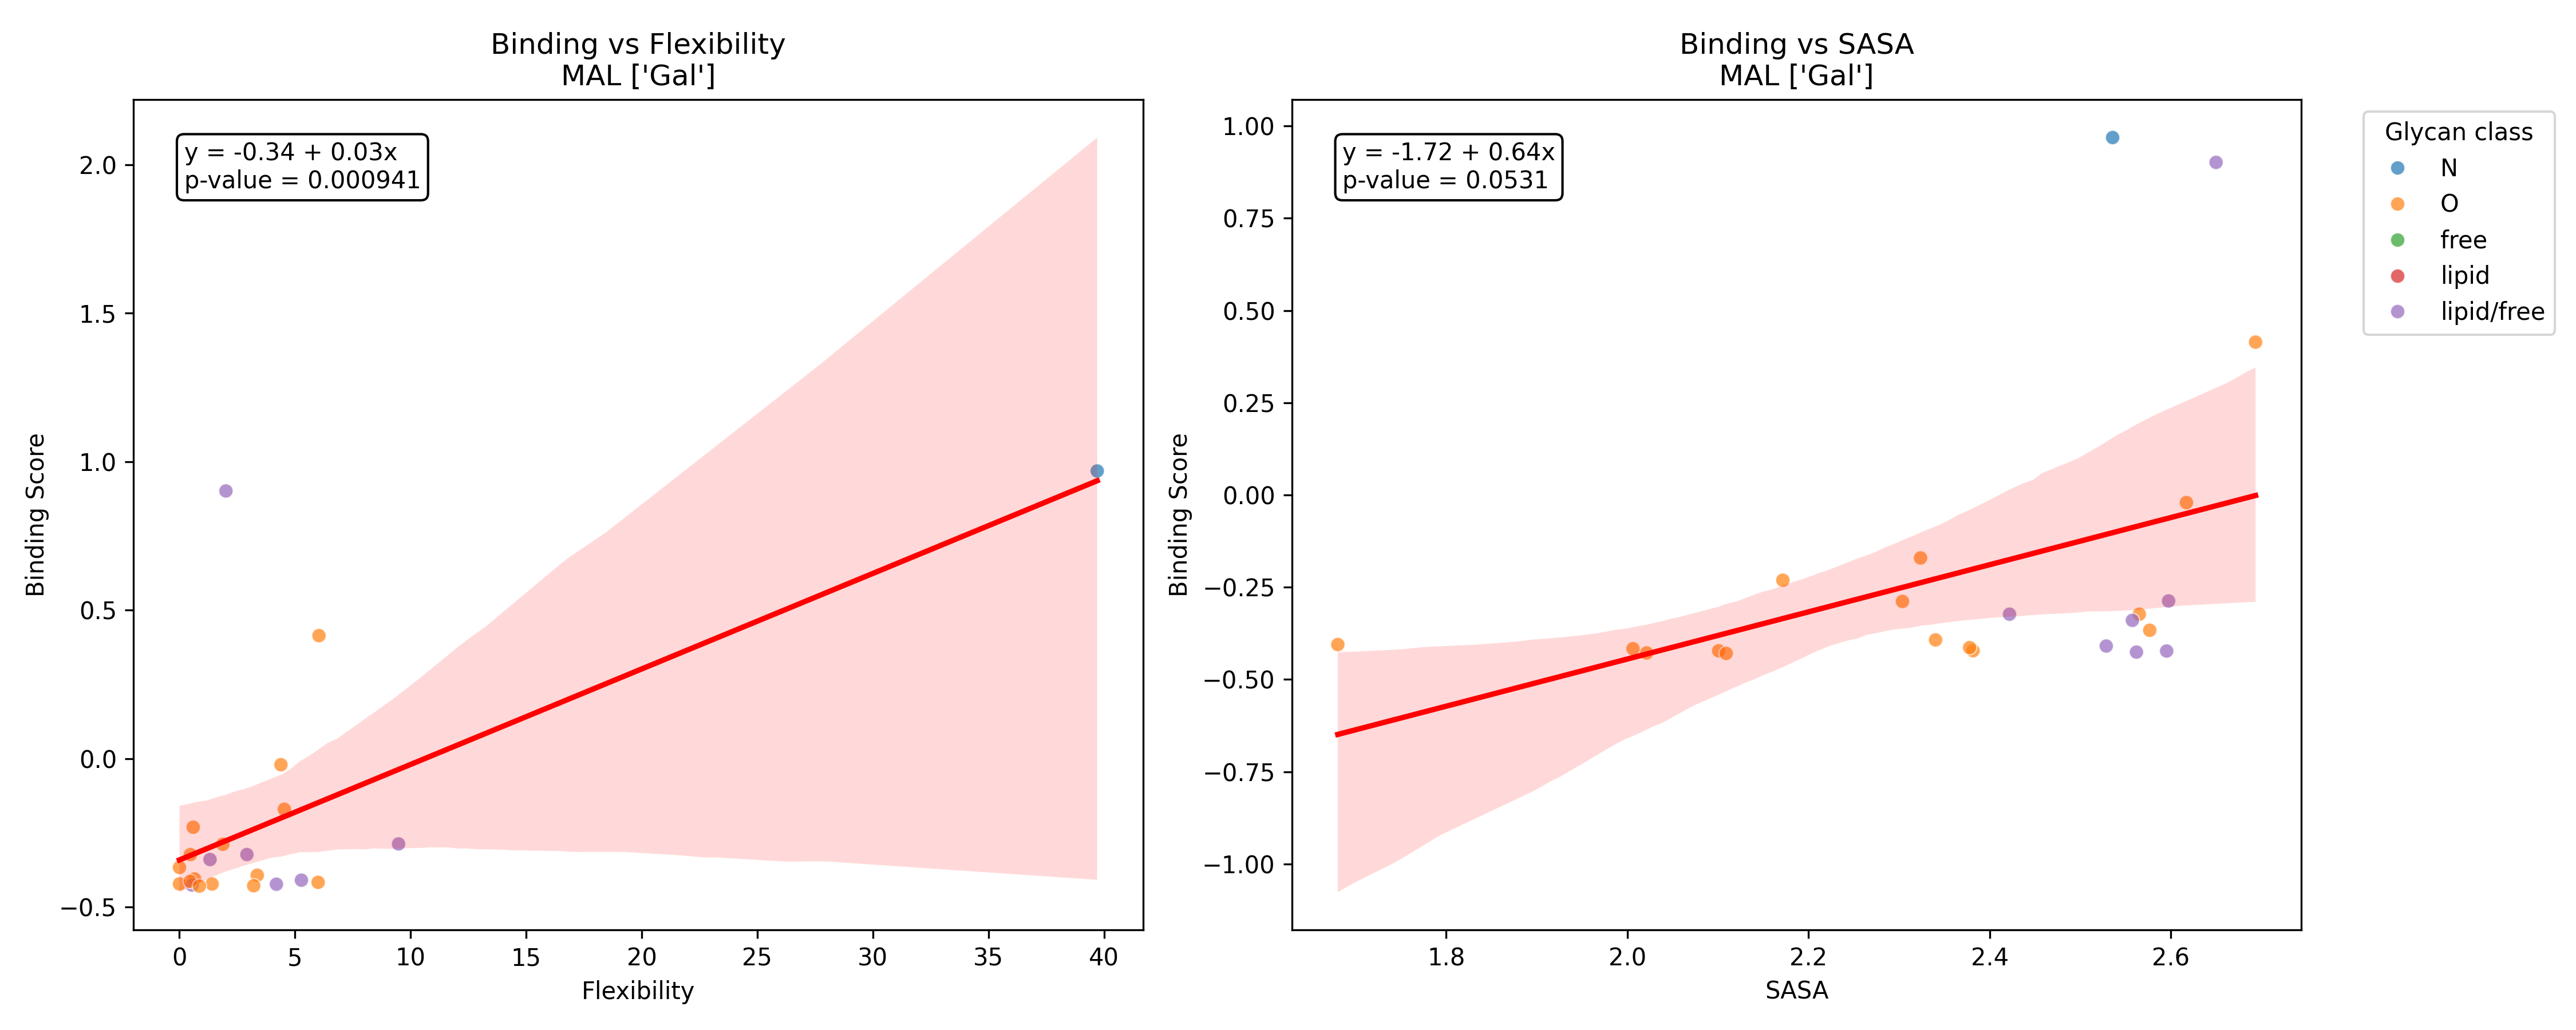 Binding vs Flexibility
MAL ['Gal']
y = -0.34 + 0.03x
p-value = 0.000941
2.0
1.5
1.0
0.5
0.0
−0.5
Binding Score
0
5
10
15
20
25
30
35
40
Flexibility
Binding vs SASA
MAL ['Gal']
y = -1.72 + 0.64x
p-value = 0.0531
1.00
0.75
0.50
0.25
0.00
−0.25
−0.50
−0.75
−1.00
Binding Score
1.8
2.0
2.2
2.4
2.6
SASA
Glycan class
N
O
free
lipid
lipid/free